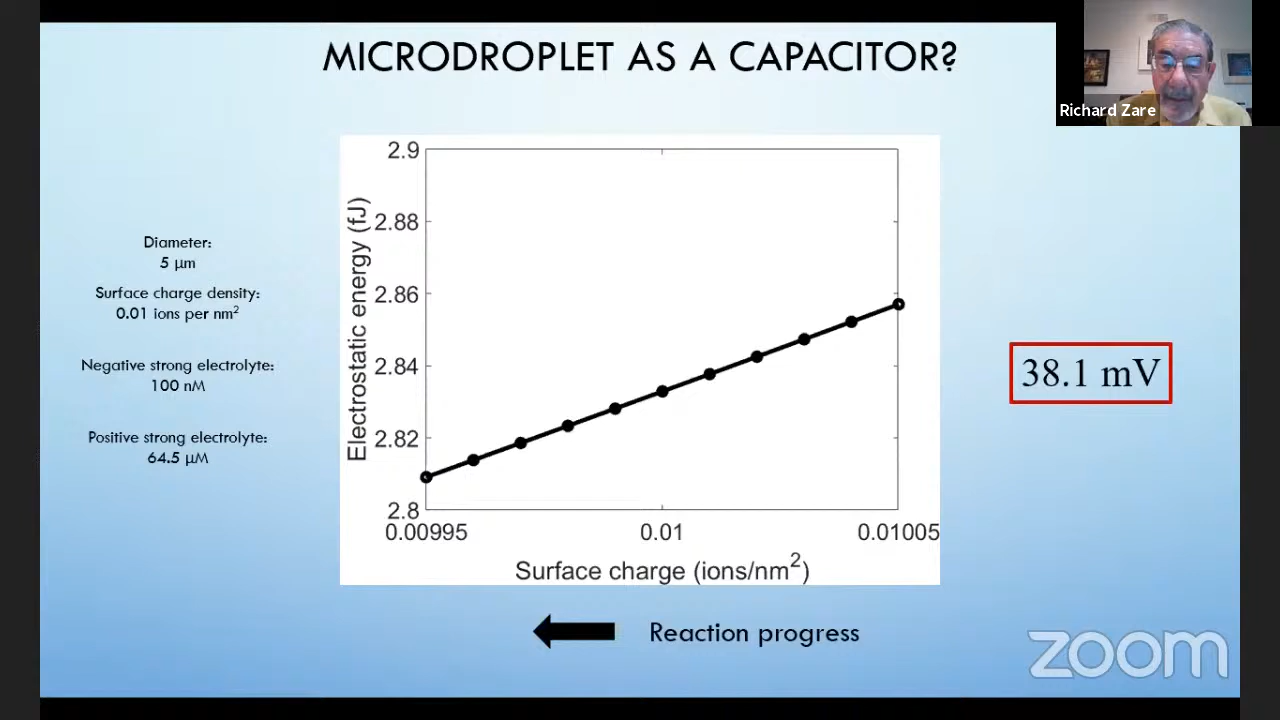 MICRODROPLET AS A CAPACITOR?
Richard Zare
Diameter:
5 µm
Surface charge density:
0.01 ions per nm²
Negative strong electrolyte:
100 nM
Positive strong electrolyte:
64.5 µM
Electrostatic energy (fJ)
2.9
2.88
2.86
2.84
2.82
2.8
0.00995
0.01
0.01005
Surface charge (ions/nm²)
38.1 mV
Reaction progress
zoom